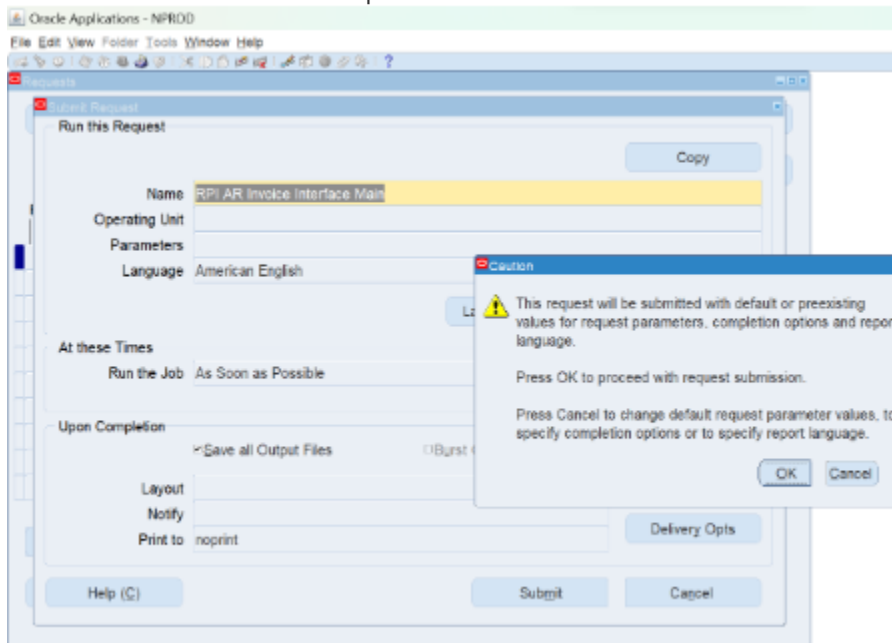 Oracle Applications - NPROD
File Edit View Folder Tools Window Help
Requests
Submit Request
Run this Request
Copy
Name RPI AR Invoice Interface Main
Operating Unit
Parameters
Language American English
At these Times
Run the Job As Soon as Possible
Upon Completion
Save all Output Files
Layout
Notify
Print to noprint
Delivery Opts
Help (C)
Submit
Cancel
Caution
This request will be submitted with default or preexisting
values for request parameters, completion options and repor
language.
Press OK to proceed with request submission.
Press Cancel to change default request parameter values, to
specify completion options or to specify report language.
OK
Cancel